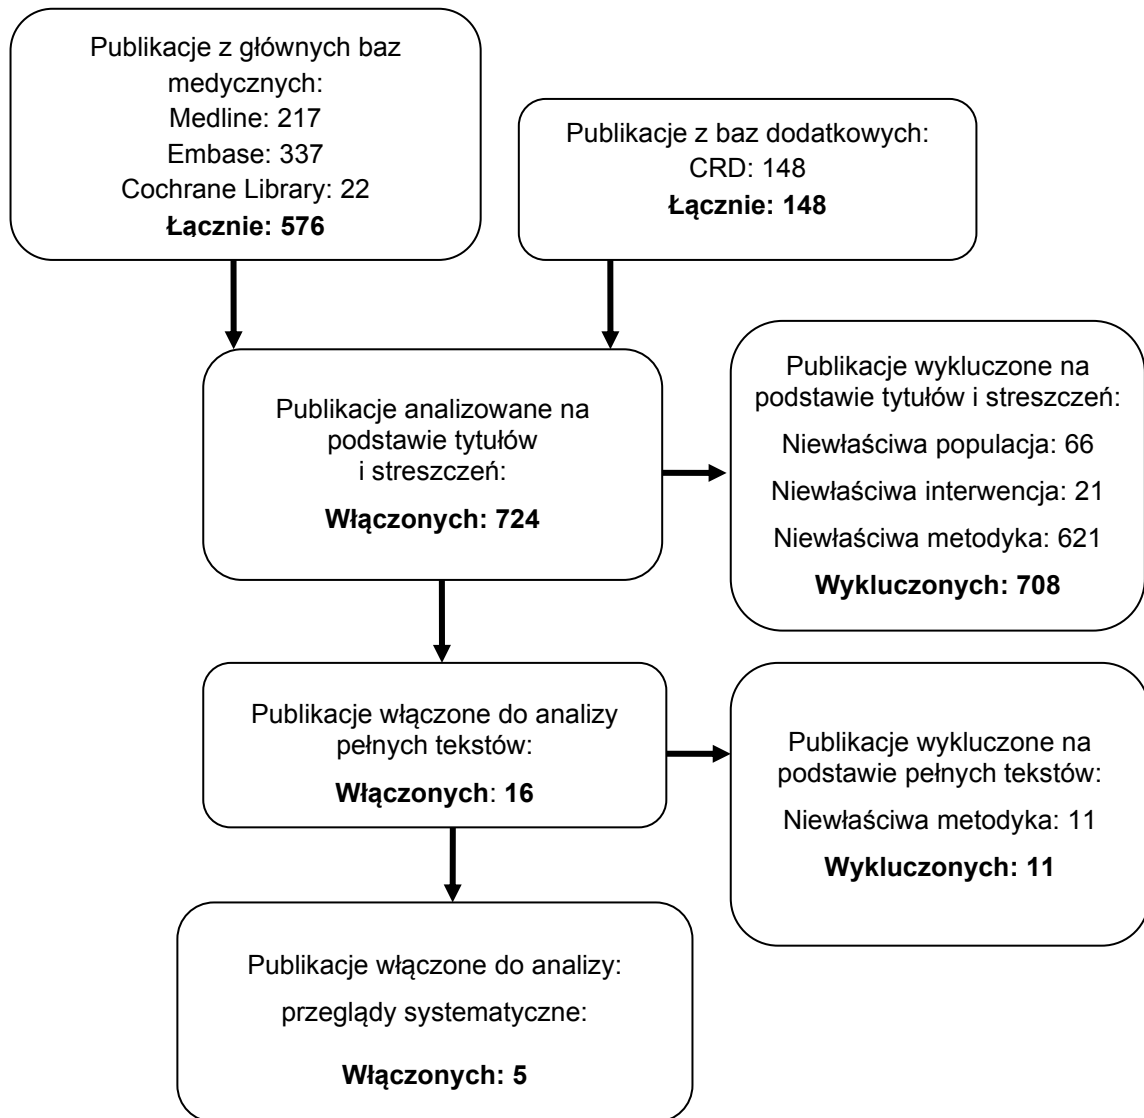 Publikacje z głównych baz
medycznych:
Medline: 217
Embase: 337
Cochrane Library: 22
Łącznie: 576
Publikacje z baz dodatkowych:
CRD: 148
Łącznie: 148
Publikacje analizowane na
podstawie tytułów
i streszczeń:
Włączonych: 724
Publikacje wykluczone na
podstawie tytułów i streszczeń:
Niewłaściwa populacja: 66
Niewłaściwa interwencja: 21
Niewłaściwa metodyka: 621
Wykluczonych: 708
Publikacje włączone do analizy
pełnych tekstów:
Włączonych: 16
Publikacje wykluczone na
podstawie pełnych tekstów:
Niewłaściwa metodyka: 11
Wykluczonych: 11
Publikacje włączone do analizy:
przeglądy systematyczne:
Włączonych: 5